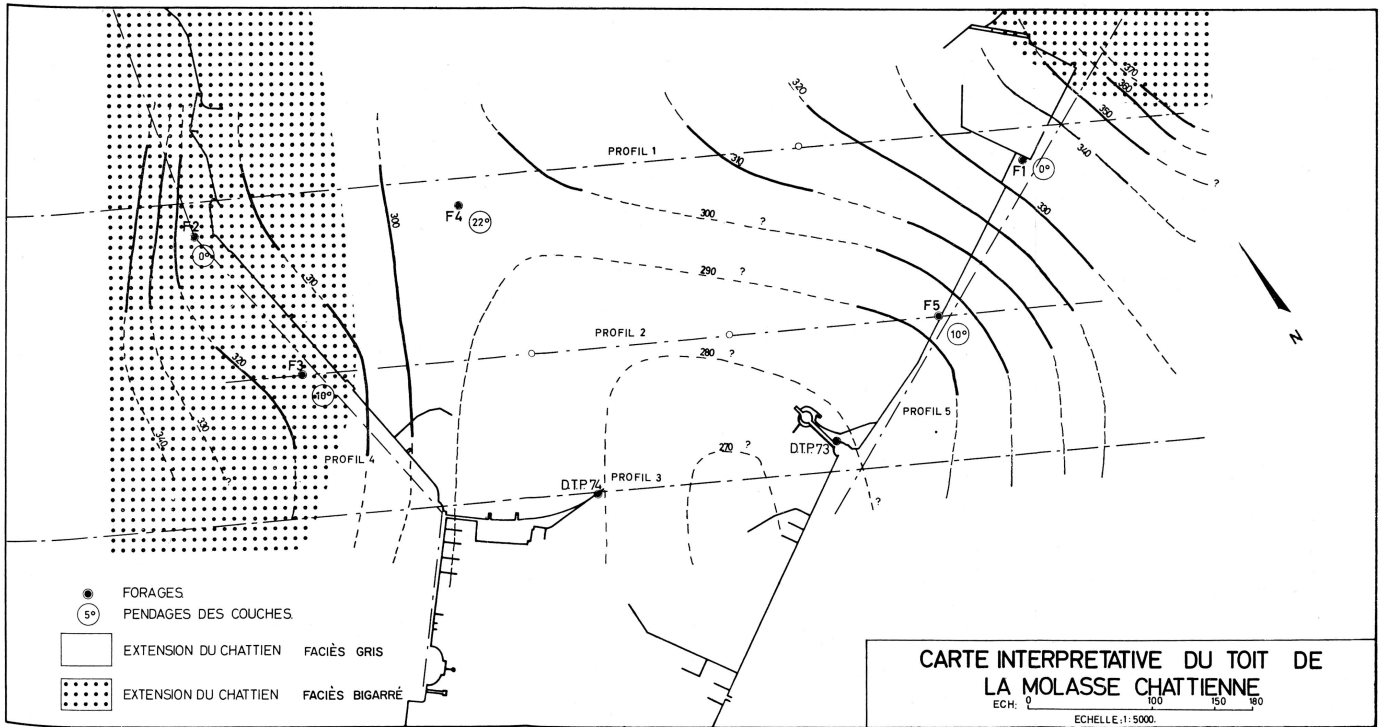 370
360
350
340
320
330
310
PROFIL 1
F1
0°
?
300
F4
22°
300
?
F2
0°
310
290
?
PROFIL 2
F5
10°
N
280
?
320
F3
10°
330
340
?
PROFIL 4
PROFIL 5
D.T.P.73
270
?
D.T.P.74
PROFIL 3
?
FORAGES.
5° PENDAGES DES COUCHES.
EXTENSION DU CHATTIEN FACIÈS GRIS
EXTENSION DU CHATTIEN FACIÈS BIGARRÉ
CARTE INTERPRETATIVE DU TOIT DE
LA MOLASSE CHATTIENNE
ECH: 0 100 150 180
ECHELLE:1:5000.